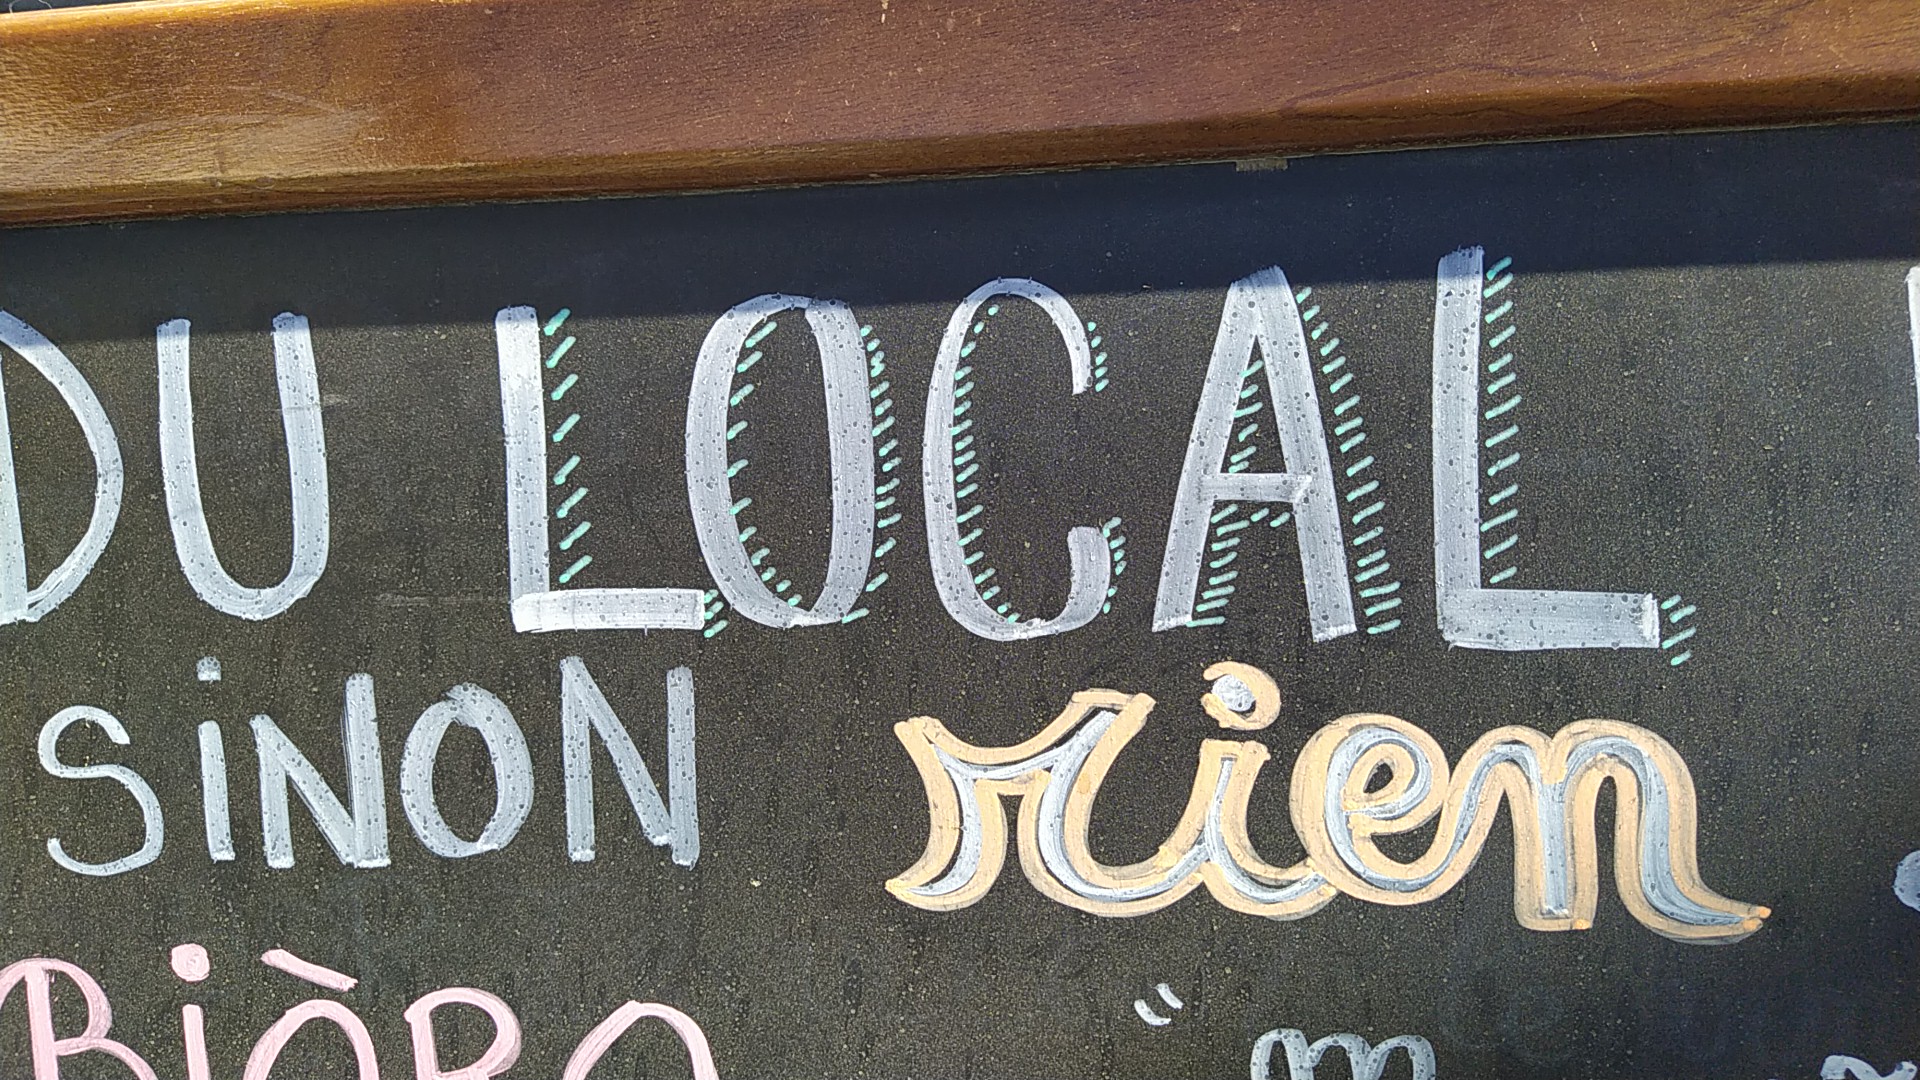 DU LOCAL
SiNON rien